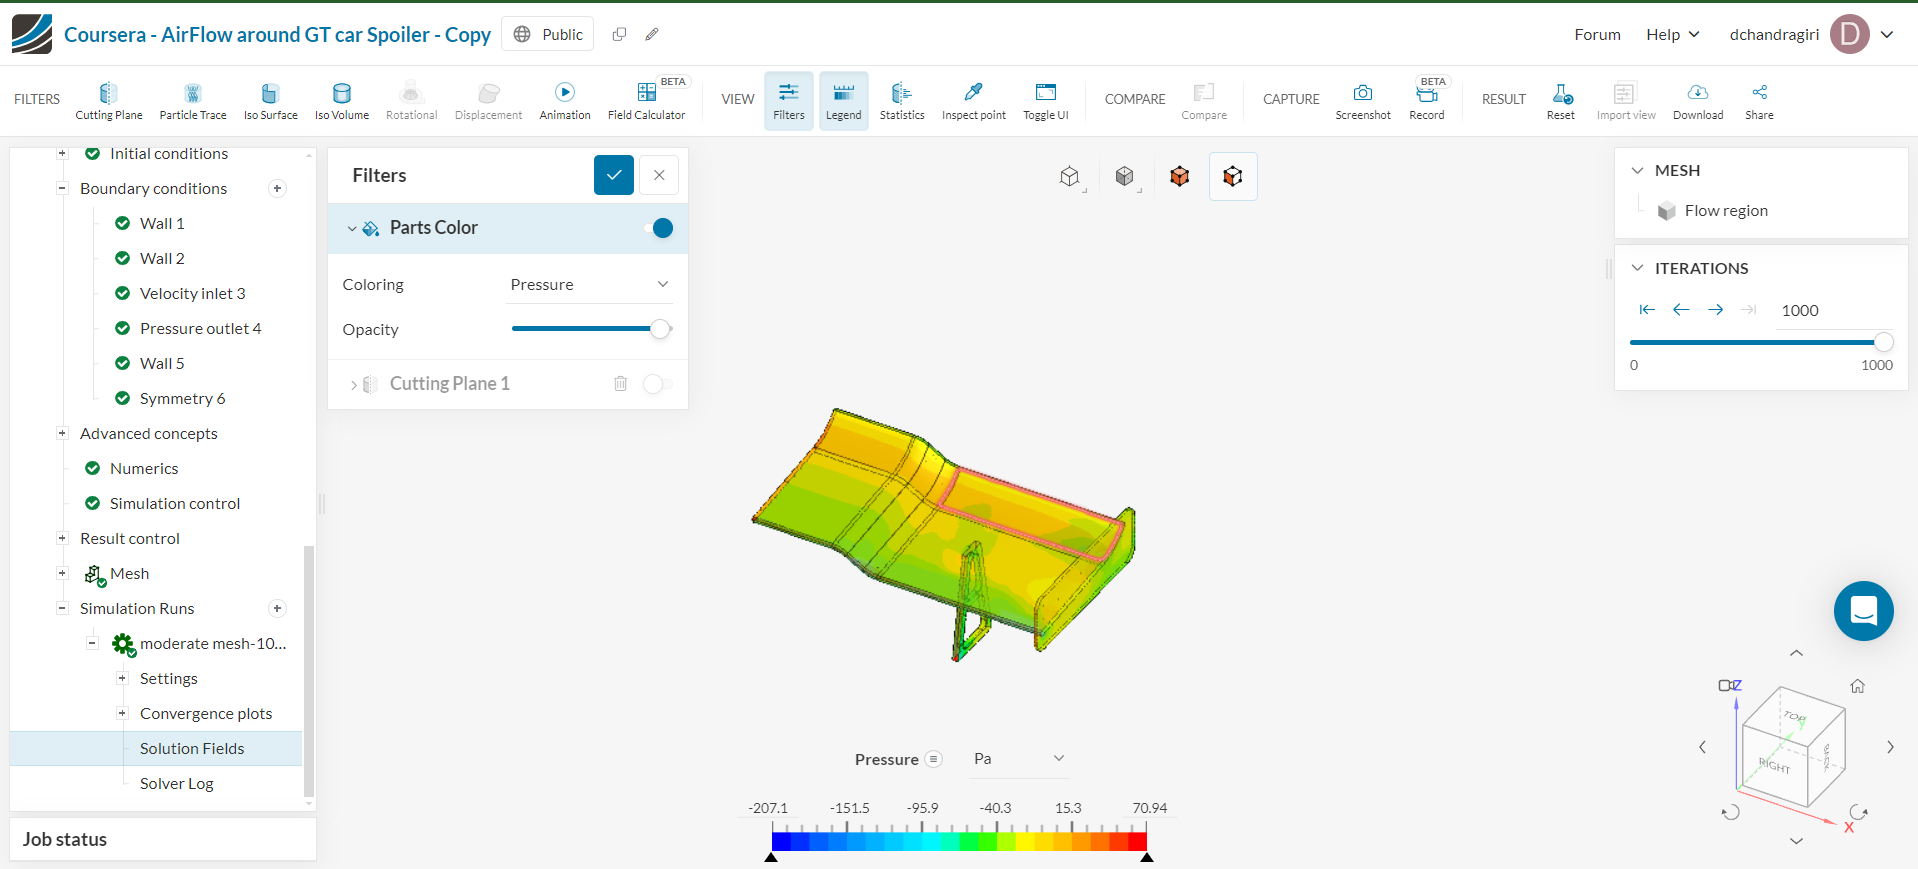 Coursera - AirFlow around GT car Spoiler - Copy
Public
Forum
Help
dchandragiri
D
FILTERS
Cutting Plane
Particle Trace
Iso Surface
Iso Volume
Rotational
Displacement
Animation
BETA
Field Calculator
VIEW
Filters
Legend
Statistics
Inspect point
Toggle UI
COMPARE
Compare
CAPTURE
Screenshot
BETA
Record
RESULT
Reset
Import view
Download
Share
Initial conditions
Boundary conditions
Wall 1
Wall 2
Velocity inlet 3
Pressure outlet 4
Wall 5
Symmetry 6
Advanced concepts
Numerics
Simulation control
Result control
Mesh
Simulation Runs
moderate mesh-10...
Settings
Convergence plots
Solution Fields
Solver Log
Job status
Filters
Parts Color
Coloring
Pressure
Opacity
Cutting Plane 1
MESH
Flow region
ITERATIONS
1000
0
1000
Pressure
Pa
-207.1
-151.5
-95.9
-40.3
15.3
70.94
Z
TOP
Y
RIGHT
BACK
X